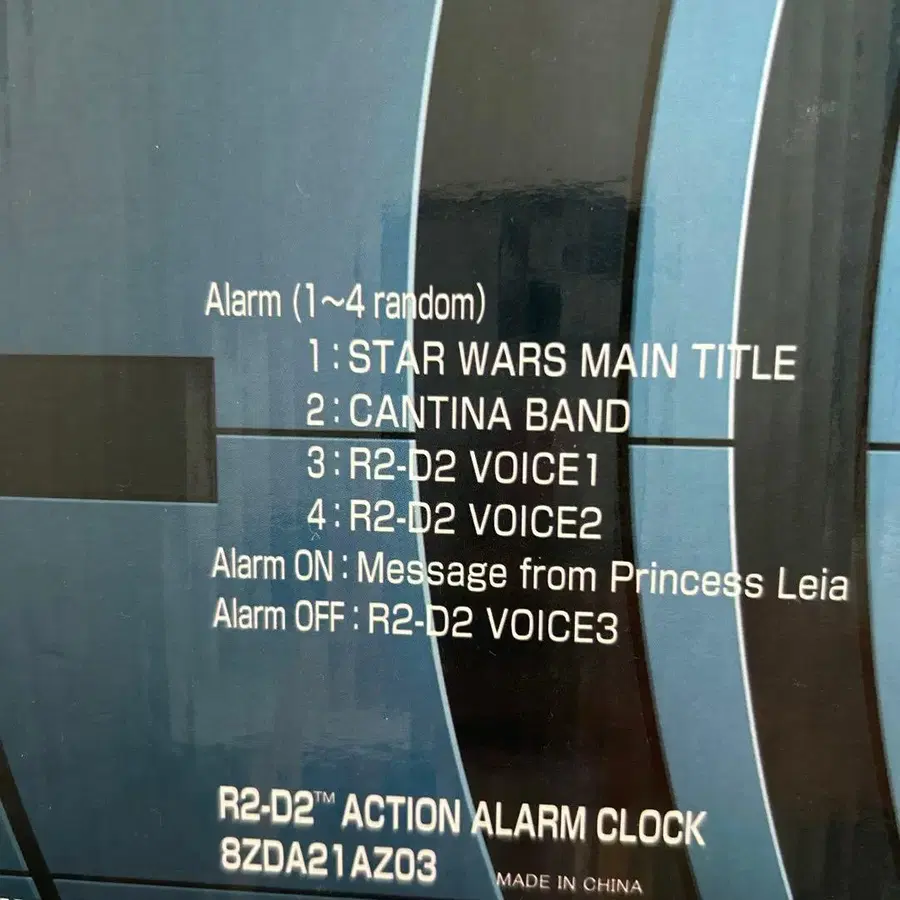 Alarm (1~4 random)
1:STAR WARS MAIN TITLE
2:CANTINA BAND
3:R2-D2 VOICE1
4:R2-D2 VOICE2
Alarm ON:Message from Princess Leia
Alarm OFF:R2-D2 VOICE3
R2-D2™ ACTION ALARM CLOCK
8ZDA21AZ03
MADE IN CHINA